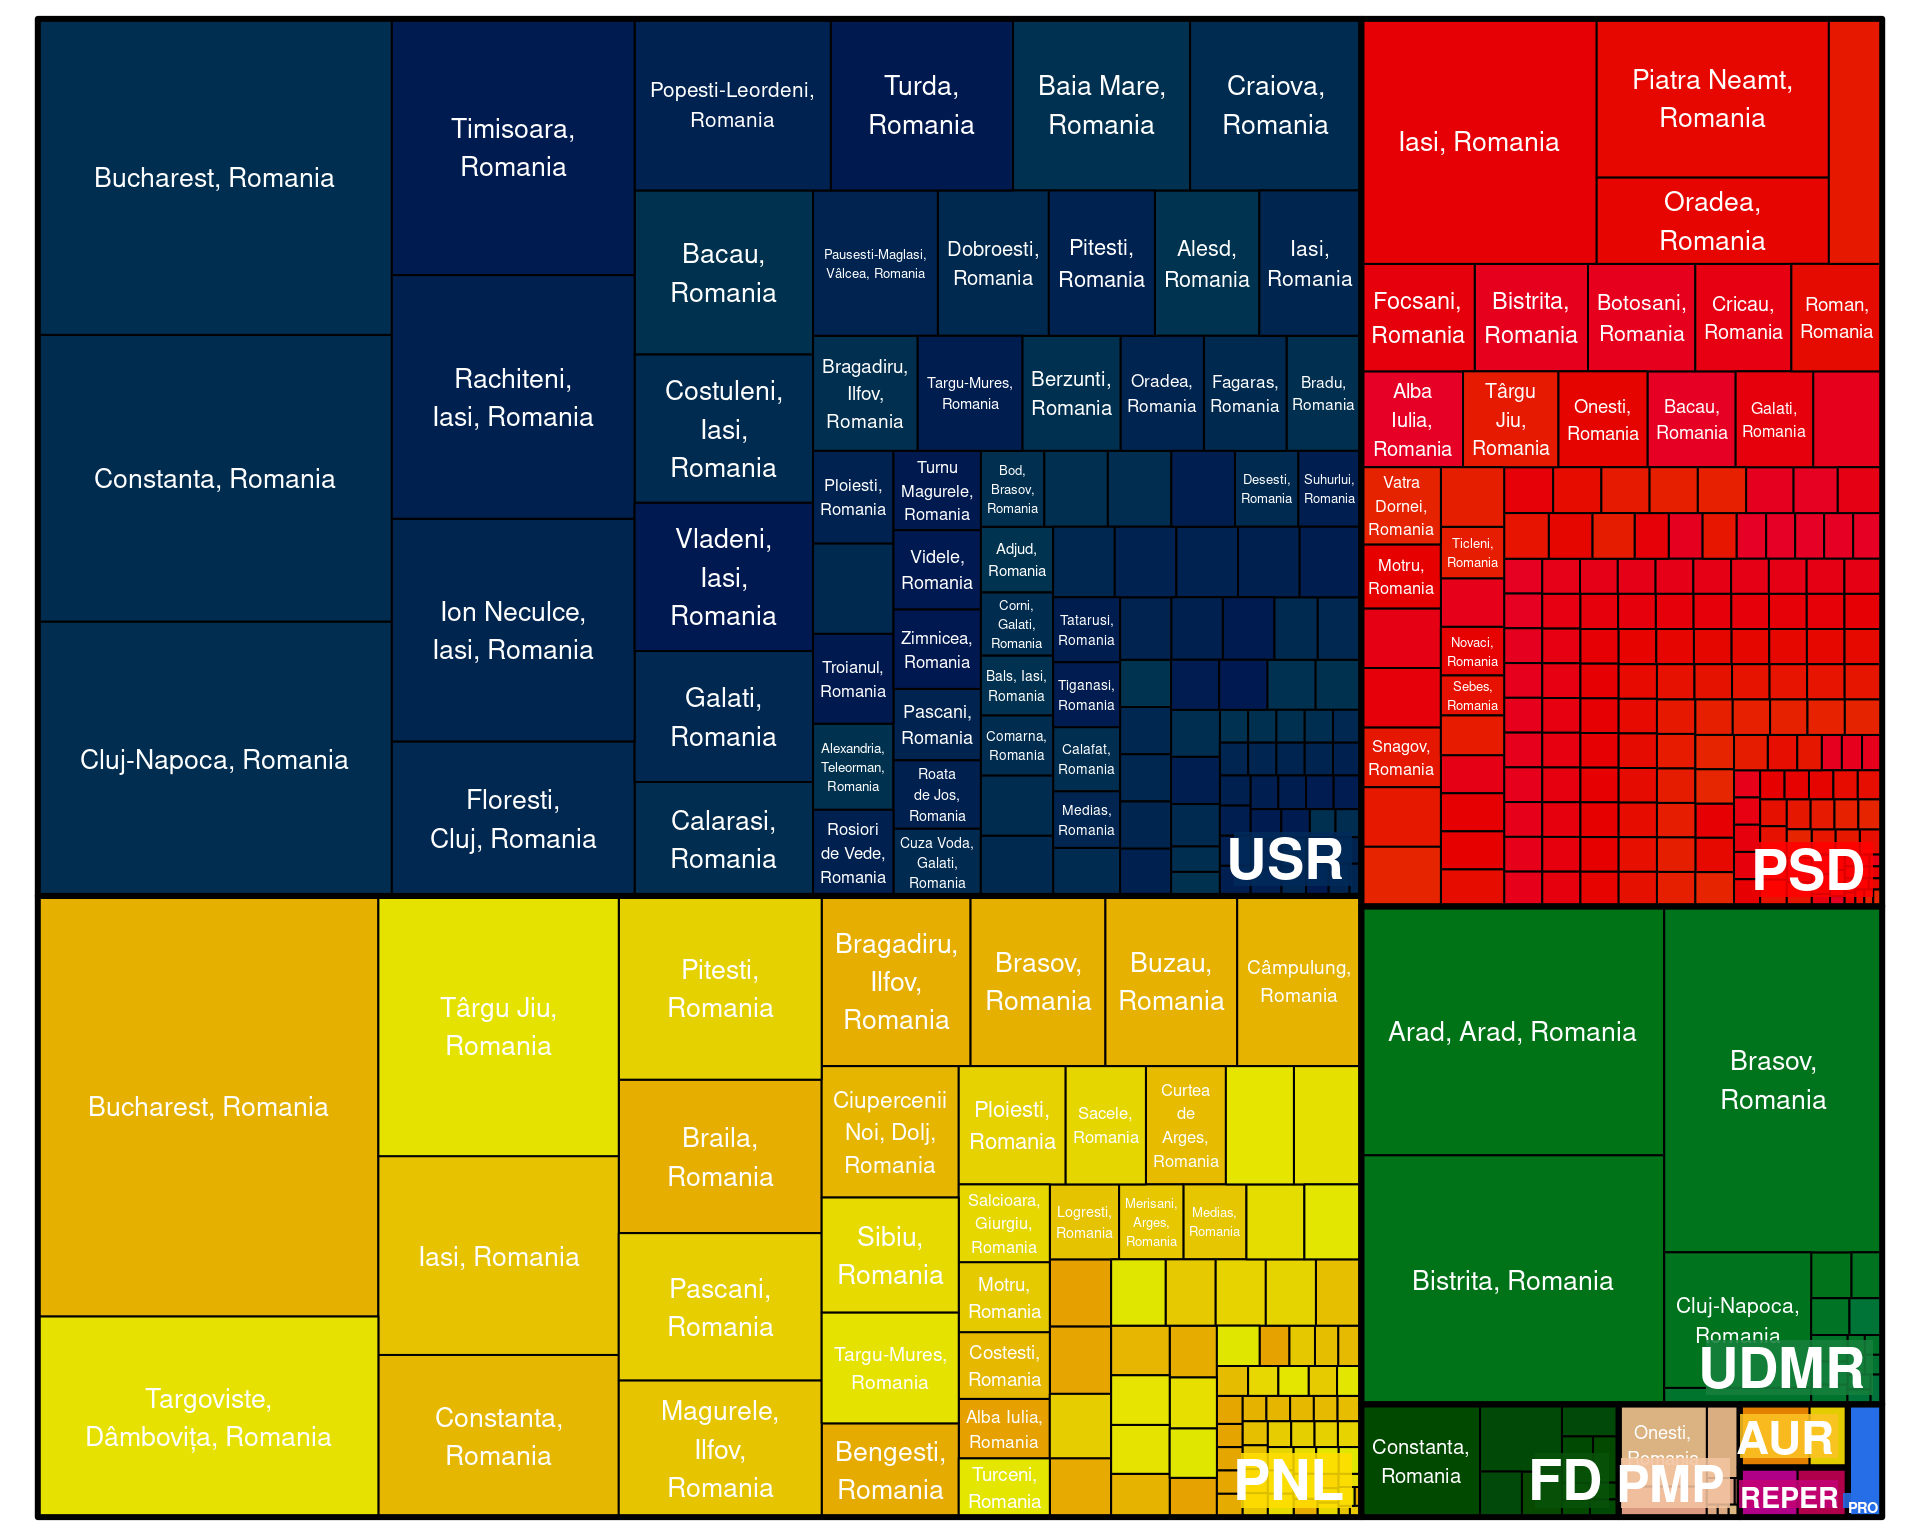 Bucharest, Romania
Constanta, Romania
Cluj-Napoca, Romania
Timisoara,
Romania
Rachiteni,
Iasi, Romania
Ion Neculce,
Iasi, Romania
Floresti,
Cluj, Romania
Popesti-Leordeni,
Romania
Turda,
Romania
Baia Mare,
Romania
Craiova,
Romania
Bacau,
Romania
Costuleni,
Iasi,
Romania
Vladeni,
Iasi,
Romania
Galati,
Romania
Calarasi,
Romania
Pausesti-Maglasi,
Vâlcea, Romania
Dobroesti,
Romania
Pitesti,
Romania
Alesd,
Romania
Iasi,
Romania
Bragadiru,
Ilfov,
Romania
Targu-Mures,
Romania
Berzunti,
Romania
Oradea,
Romania
Fagaras,
Romania
Bradu,
Romania
Ploiesti,
Romania
Troianul,
Romania
Alexandria,
Teleorman,
Romania
Rosiori
de Vede,
Romania
Turnu
Magurele,
Romania
Videle,
Romania
Zimnicea,
Romania
Pascani,
Romania
Roata
de Jos,
Romania
Cuza Voda,
Galati,
Romania
Bod,
Brasov,
Romania
Desesti,
Romania
Suhurlui,
Romania
Adjud,
Romania
Corni,
Galati,
Romania
Bals, Iasi,
Romania
Comarna,
Romania
Tatarusi,
Romania
Tiganasi,
Romania
Calafat,
Romania
Medias,
Romania
USR
Iasi, Romania
Piatra Neamt,
Romania
Oradea,
Romania
Focsani,
Romania
Bistrita,
Romania
Botosani,
Romania
Cricau,
Romania
Roman,
Romania
Alba
Iulia,
Romania
Târgu
Jiu,
Romania
Onesti,
Romania
Bacau,
Romania
Galati,
Romania
Vatra
Dornei,
Romania
Motru,
Romania
Snagov,
Romania
Ticleni,
Romania
Novaci,
Romania
Sebes,
Romania
PSD
Bucharest, Romania
Targoviste,
Dâmbovița, Romania
Târgu Jiu,
Romania
Iasi, Romania
Constanta,
Romania
Pitesti,
Romania
Braila,
Romania
Pascani,
Romania
Magurele,
Ilfov,
Romania
Bragadiru,
Ilfov,
Romania
Brasov,
Romania
Buzau,
Romania
Câmpulung,
Romania
Ciupercenii
Noi, Dolj,
Romania
Sibiu,
Romania
Targu-Mures,
Romania
Bengesti,
Romania
Ploiesti,
Romania
Sacele,
Romania
Curtea
de
Arges,
Romania
Salcioara,
Giurgiu,
Romania
Logresti,
Romania
Merisani,
Arges,
Romania
Medias,
Romania
Motru,
Romania
Costesti,
Romania
Alba Iulia,
Romania
Turceni,
Romania
PNL
Arad, Arad, Romania
Bistrita, Romania
Brasov,
Romania
Cluj-Napoca,
Romania
UDMR
Constanta,
Romania
FD
Onesti,
Romania
PMP
AUR
REPER
PRO